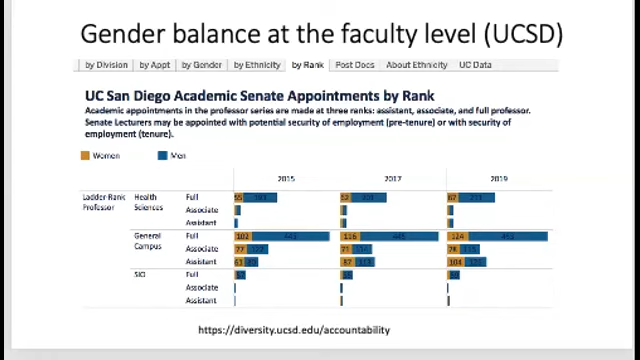 Gender balance at the faculty level (UCSD)
by Division by Appt by Gender by Ethnicity by Rank Post Docs About Ethnicity UC Data
UC San Diego Academic Senate Appointments by Rank
Academic appointments in the professor series are made at three ranks: assistant, associate, and full professor.
Senate Lecturers may be appointed with potential security of employment (pre-tenure) or with security of
employment (tenure).
Women Men
2015 2017 2019
Ladder-Rank Professor Health Sciences Full
Associate
Assistant
General Campus Full 102 116 124
Associate 77 71 78
Assistant 87 104
SIO Full
Associate
Assistant
https://diversity.ucsd.edu/accountability